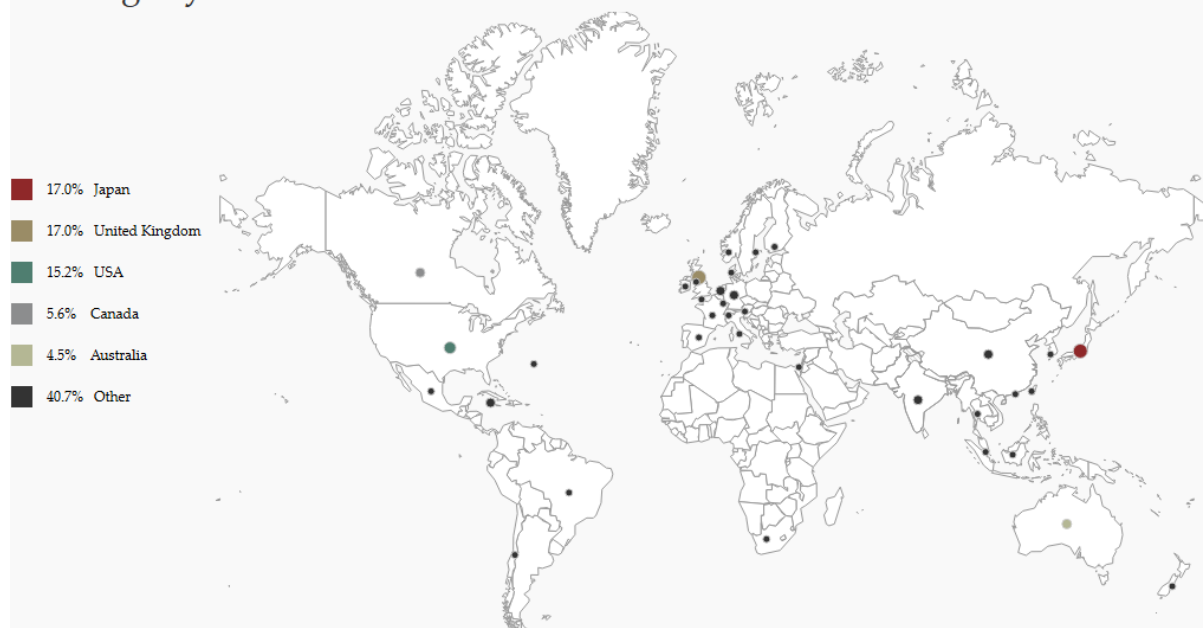 17.0% Japan
17.0% United Kingdom
15.2% USA
5.6% Canada
4.5% Australia
40.7% Other